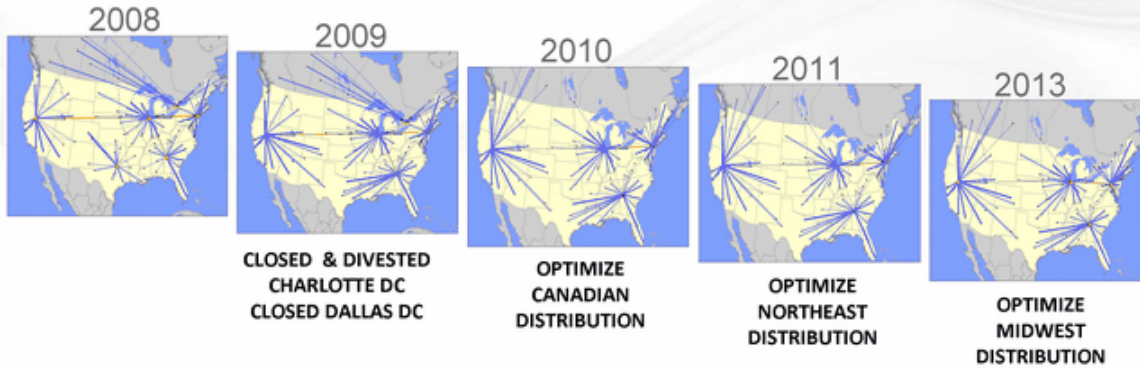 2008
2009
CLOSED & DIVESTED
CHARLOTTE DC
CLOSED DALLAS DC
2010
OPTIMIZE
CANADIAN
DISTRIBUTION
2011
OPTIMIZE
NORTHEAST
DISTRIBUTION
2013
OPTIMIZE
MIDWEST
DISTRIBUTION